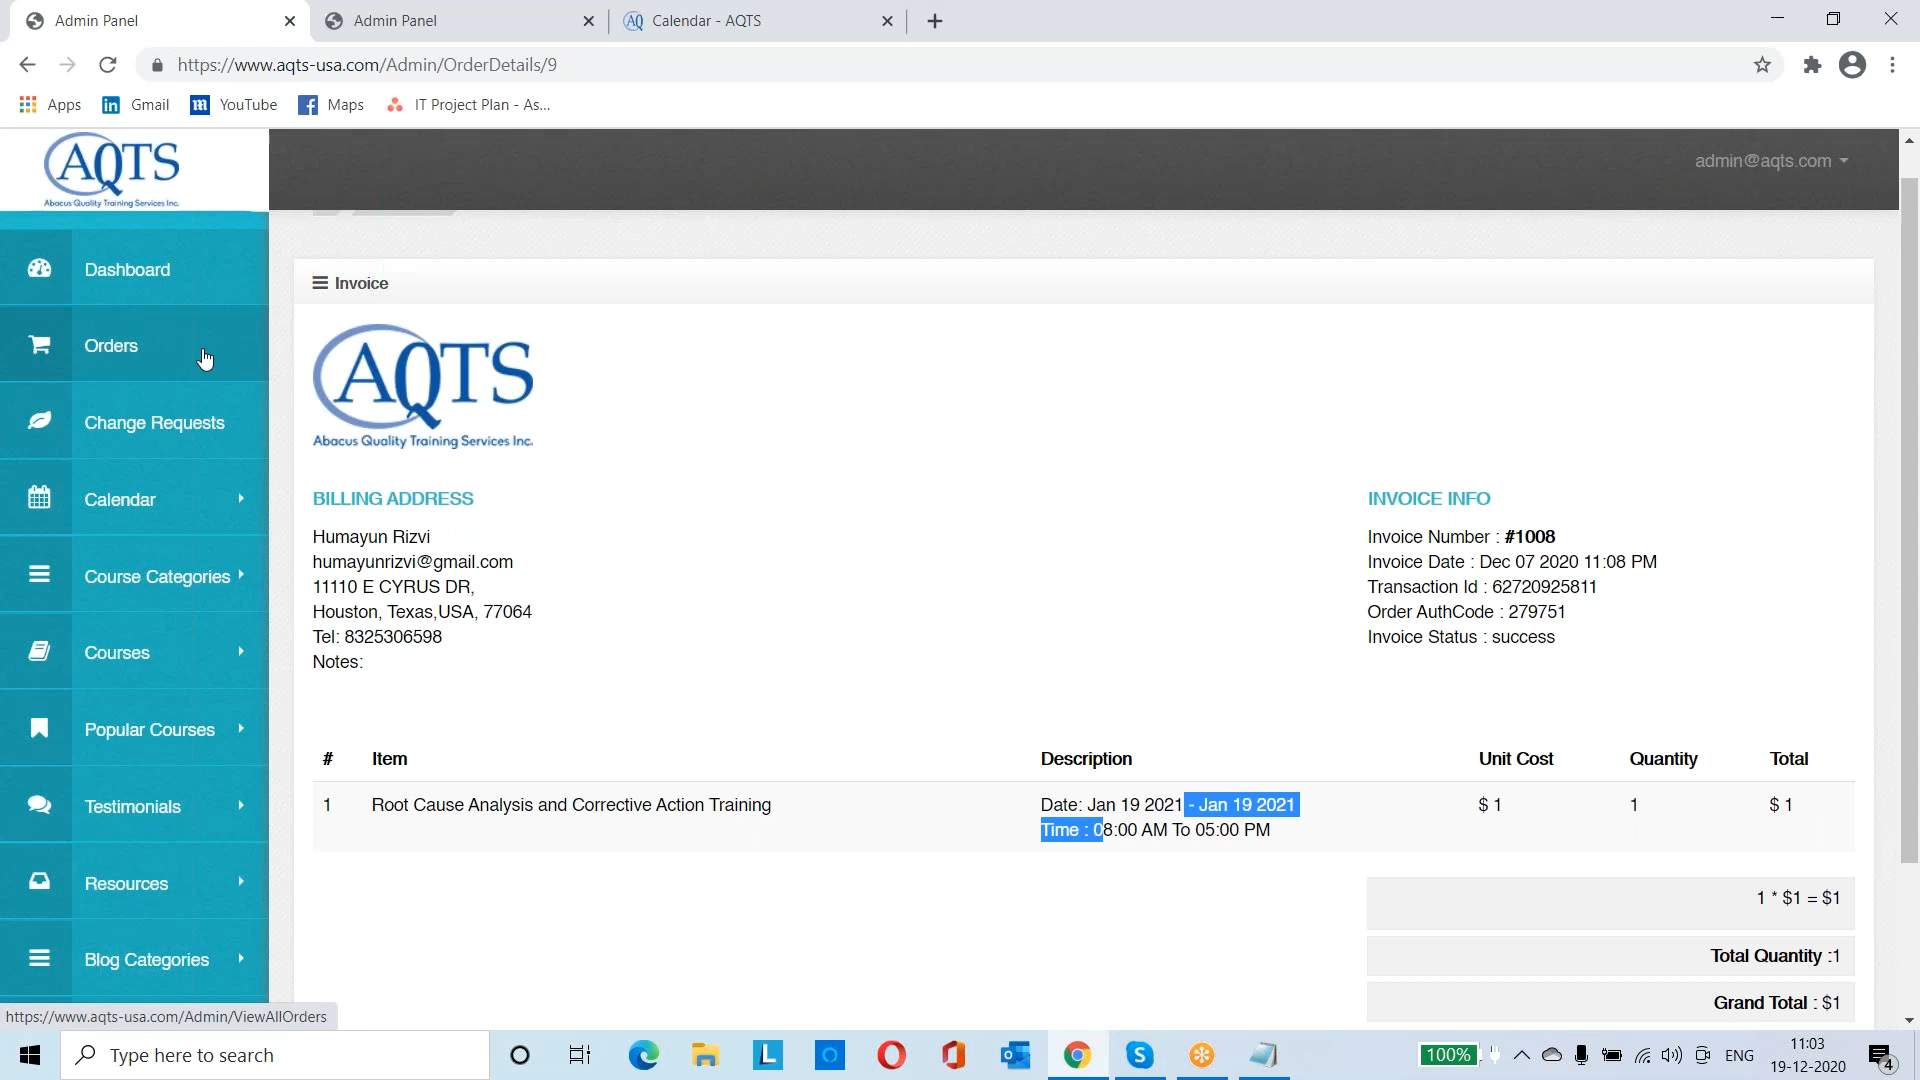 Admin Panel
Admin Panel
Calendar - AQTS
https://www.aqts-usa.com/Admin/OrderDetails/9
Apps
Gmail
YouTube
Maps
IT Project Plan - As...
AQTS
Abacus Quality Training Services Inc.
admin@aqts.com
Dashboard
Orders
Change Requests
Calendar
Course Categories
Courses
Popular Courses
Testimonials
Resources
Blog Categories
Invoice
AQTS
Abacus Quality Training Services Inc.
BILLING ADDRESS
Humayun Rizvi
humayunrizvi@gmail.com
11110 E CYRUS DR,
Houston, Texas,USA, 77064
Tel: 8325306598
Notes:
INVOICE INFO
Invoice Number : #1008
Invoice Date : Dec 07 2020 11:08 PM
Transaction Id : 62720925811
Order AuthCode : 279751
Invoice Status : success
# Item Description Unit Cost Quantity Total
1 Root Cause Analysis and Corrective Action Training Date: Jan 19 2021 - Jan 19 2021 $ 1 1 $ 1
Time : 08:00 AM To 05:00 PM
1 * $1 = $1
Total Quantity :1
Grand Total : $1
https://www.aqts-usa.com/Admin/ViewAllOrders
Type here to search
100%
ENG
11:03
19-12-2020
4